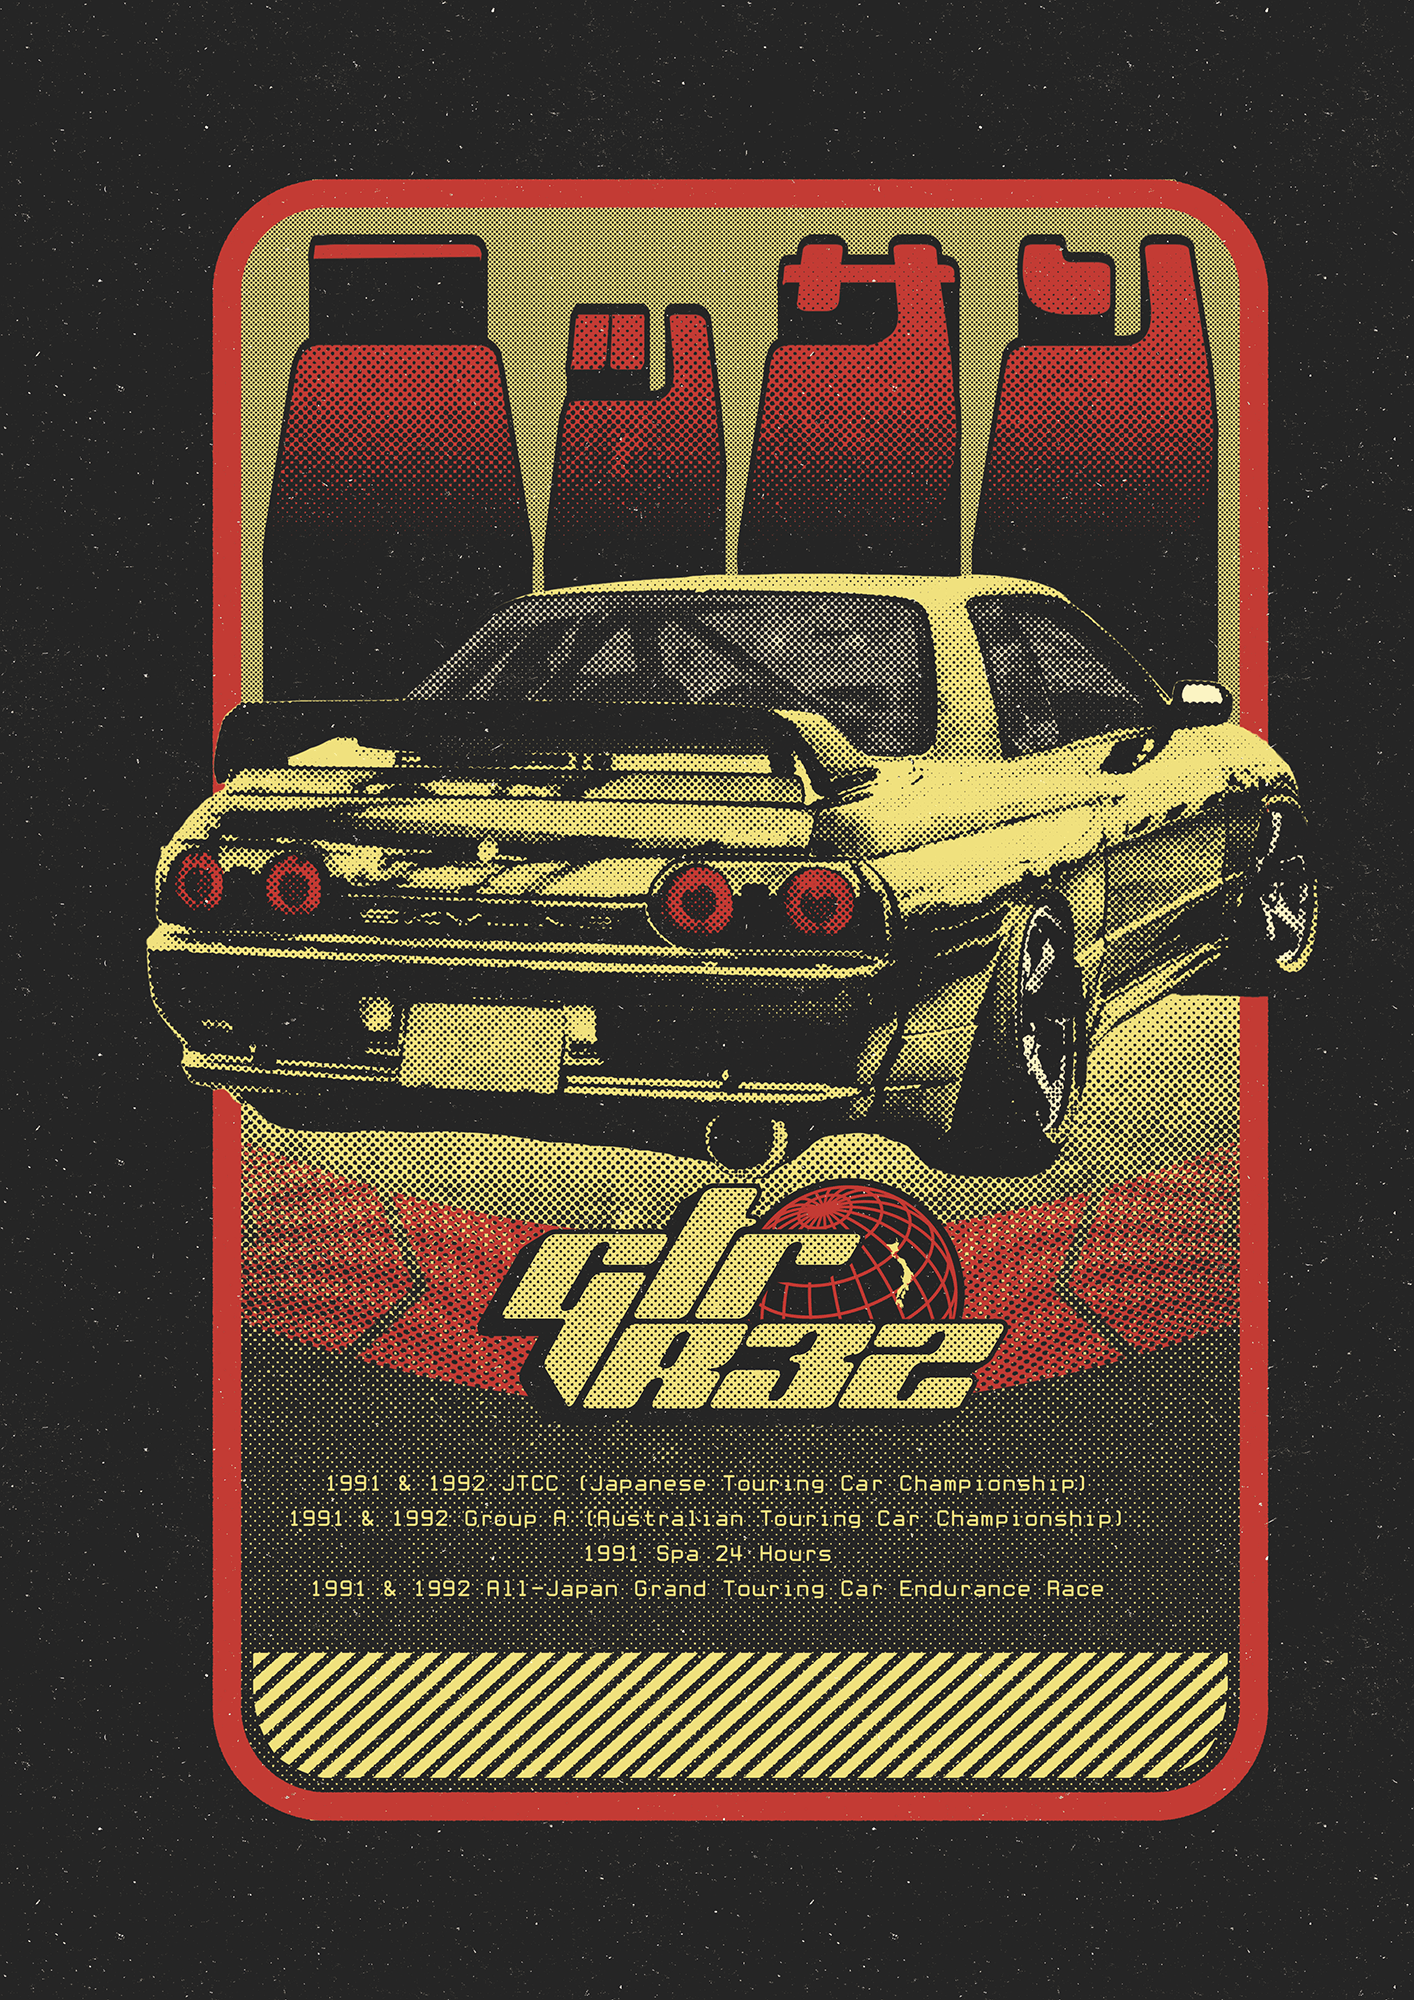 ニッサン
gtr
R32
1991 & 1992 JTCC (Japanese Touring Car Championship)
1991 & 1992 Group A (Australian Touring Car Championship)
1991 Spa 24 Hours
1991 & 1992 All-Japan Grand Touring Car Endurance Race